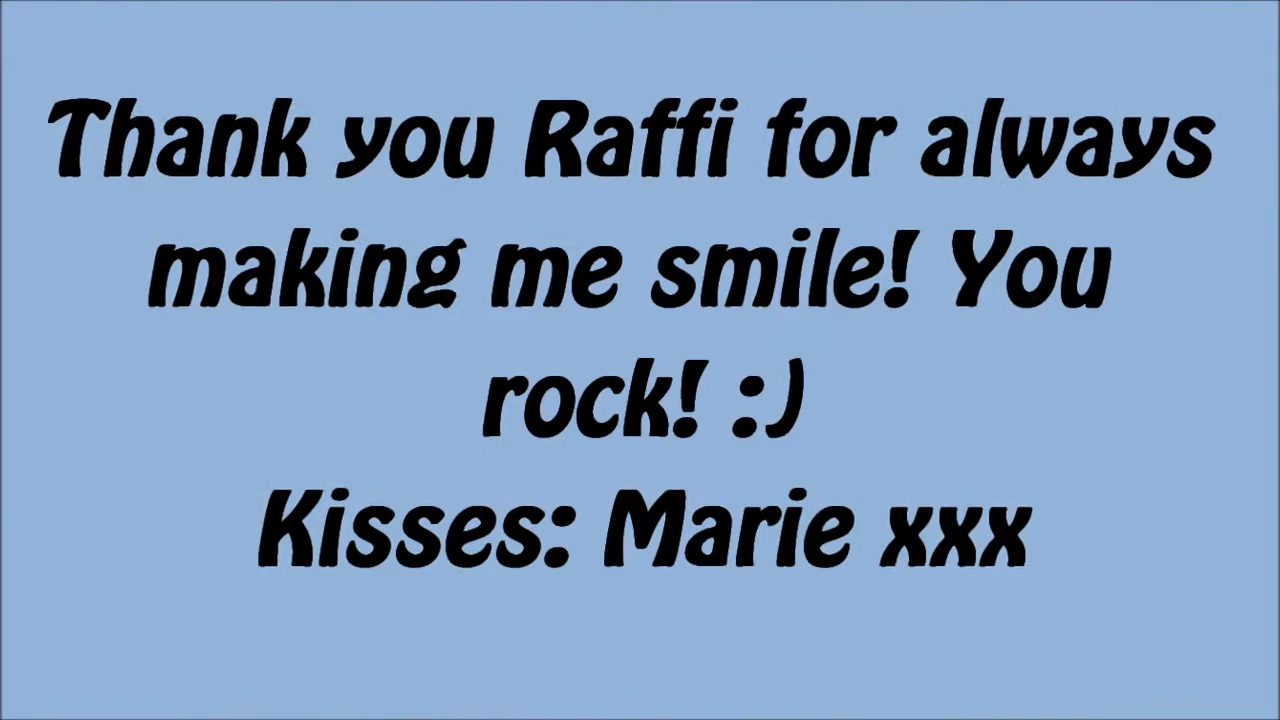 Thank you Raffi for always
making me smile! You
rock! :)
Kisses: Marie xxx